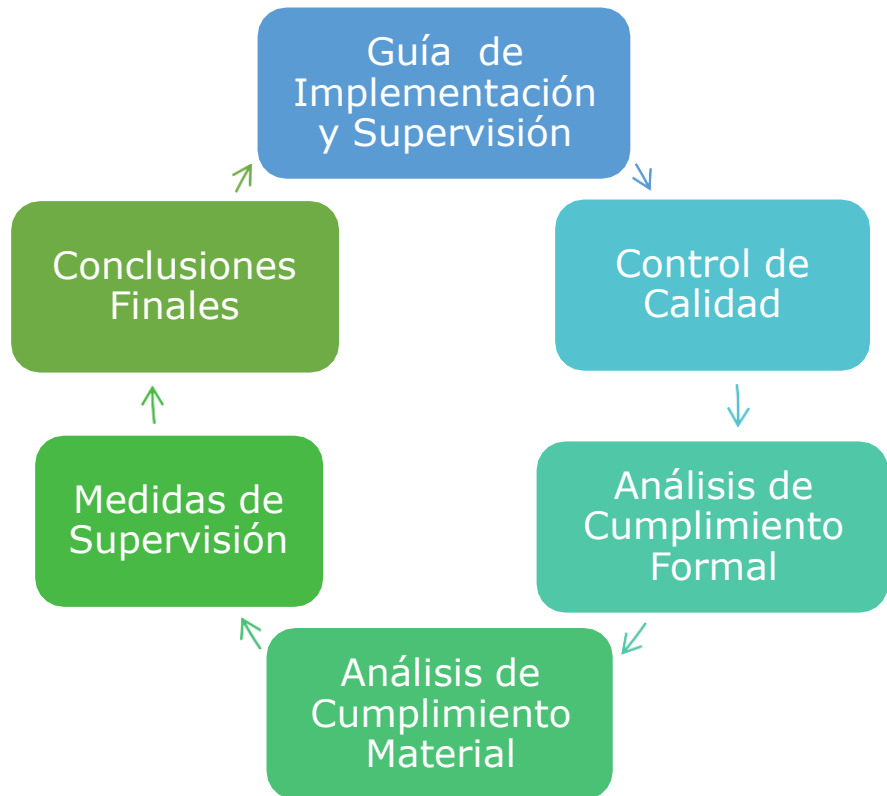 Guía de
Implementación
y Supervisión
Control de
Calidad
Análisis de
Cumplimiento
Formal
Análisis de
Cumplimiento
Material
Medidas de
Supervisión
Conclusiones
Finales